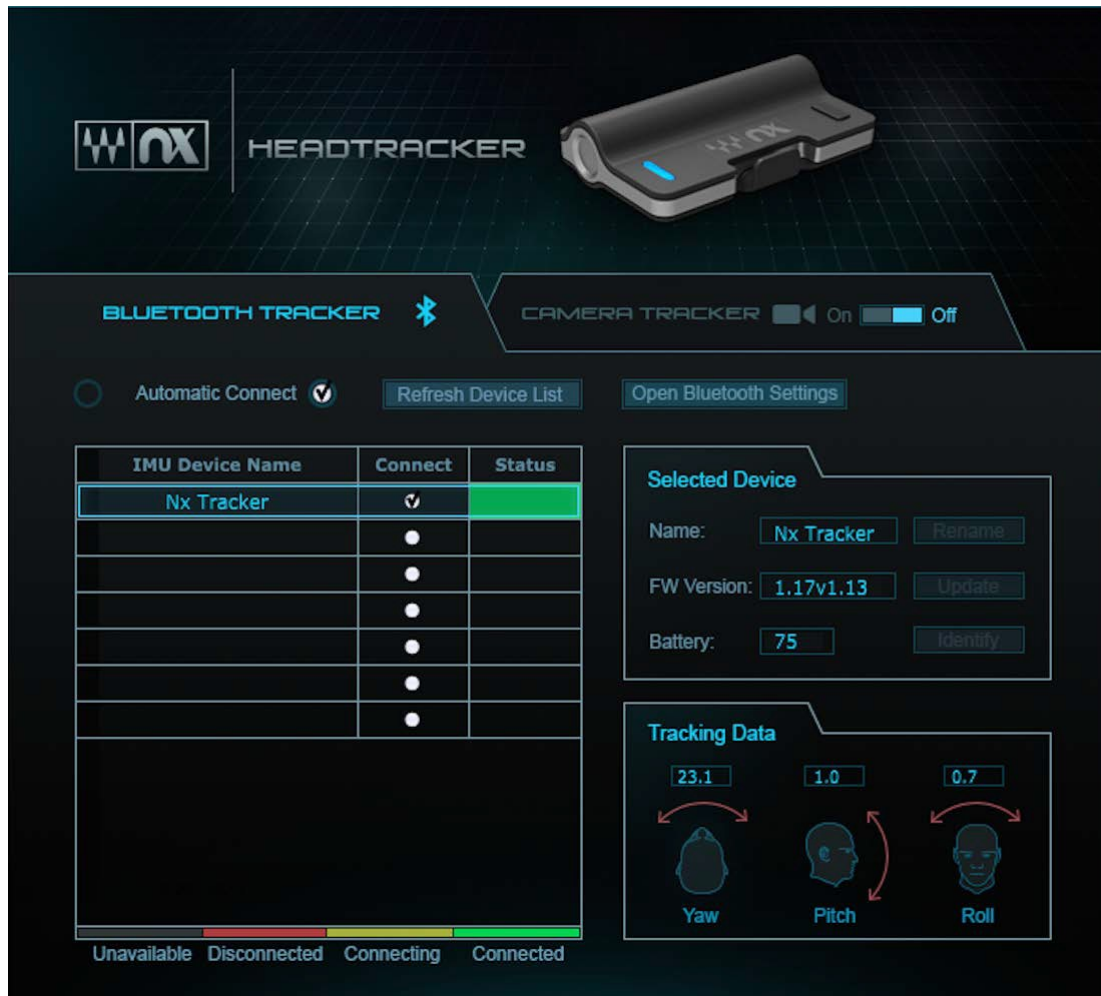 nx HEADTRACKER
nx
BLUETOOTH TRACKER
CAMERA TRACKER On Off
Automatic Connect Refresh Device List Open Bluetooth Settings
IMU Device Name Connect Status
Nx Tracker
Selected Device
Name: Nx Tracker Rename
FW Version: 1.17v1.13 Update
Battery: 75 Identify
Tracking Data
23.1 1.0 0.7
Yaw Pitch Roll
Unavailable Disconnected Connecting Connected